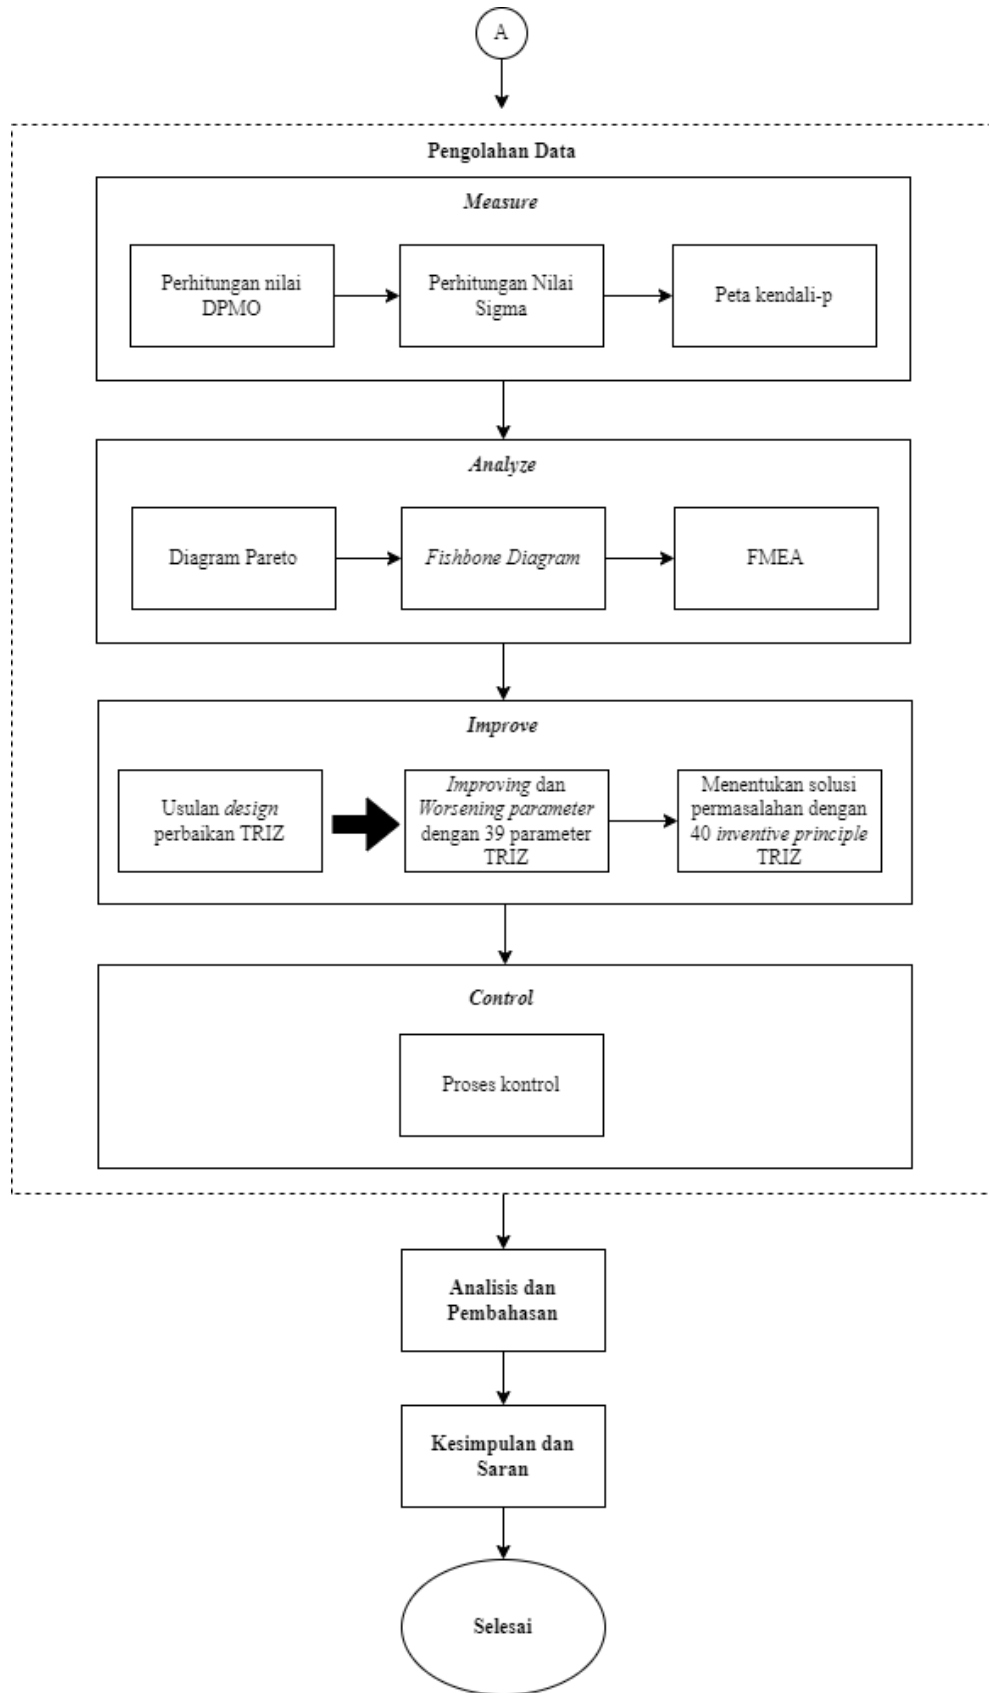 A
Pengolahan Data
Measure
Perhitungan nilai
DPMO
Perhitungan Nilai
Sigma
Peta kendali-p
Analyze
Diagram Pareto
Fishbone Diagram
FMEA
Improve
Usulan design
perbaikan TRIZ
Improving dan
Worsening parameter
dengan 39 parameter
TRIZ
Menentukan solusi
permasalahan dengan
40 inventive principle
TRIZ
Control
Proses kontrol
Analisis dan
Pembahasan
Kesimpulan dan
Saran
Selesai